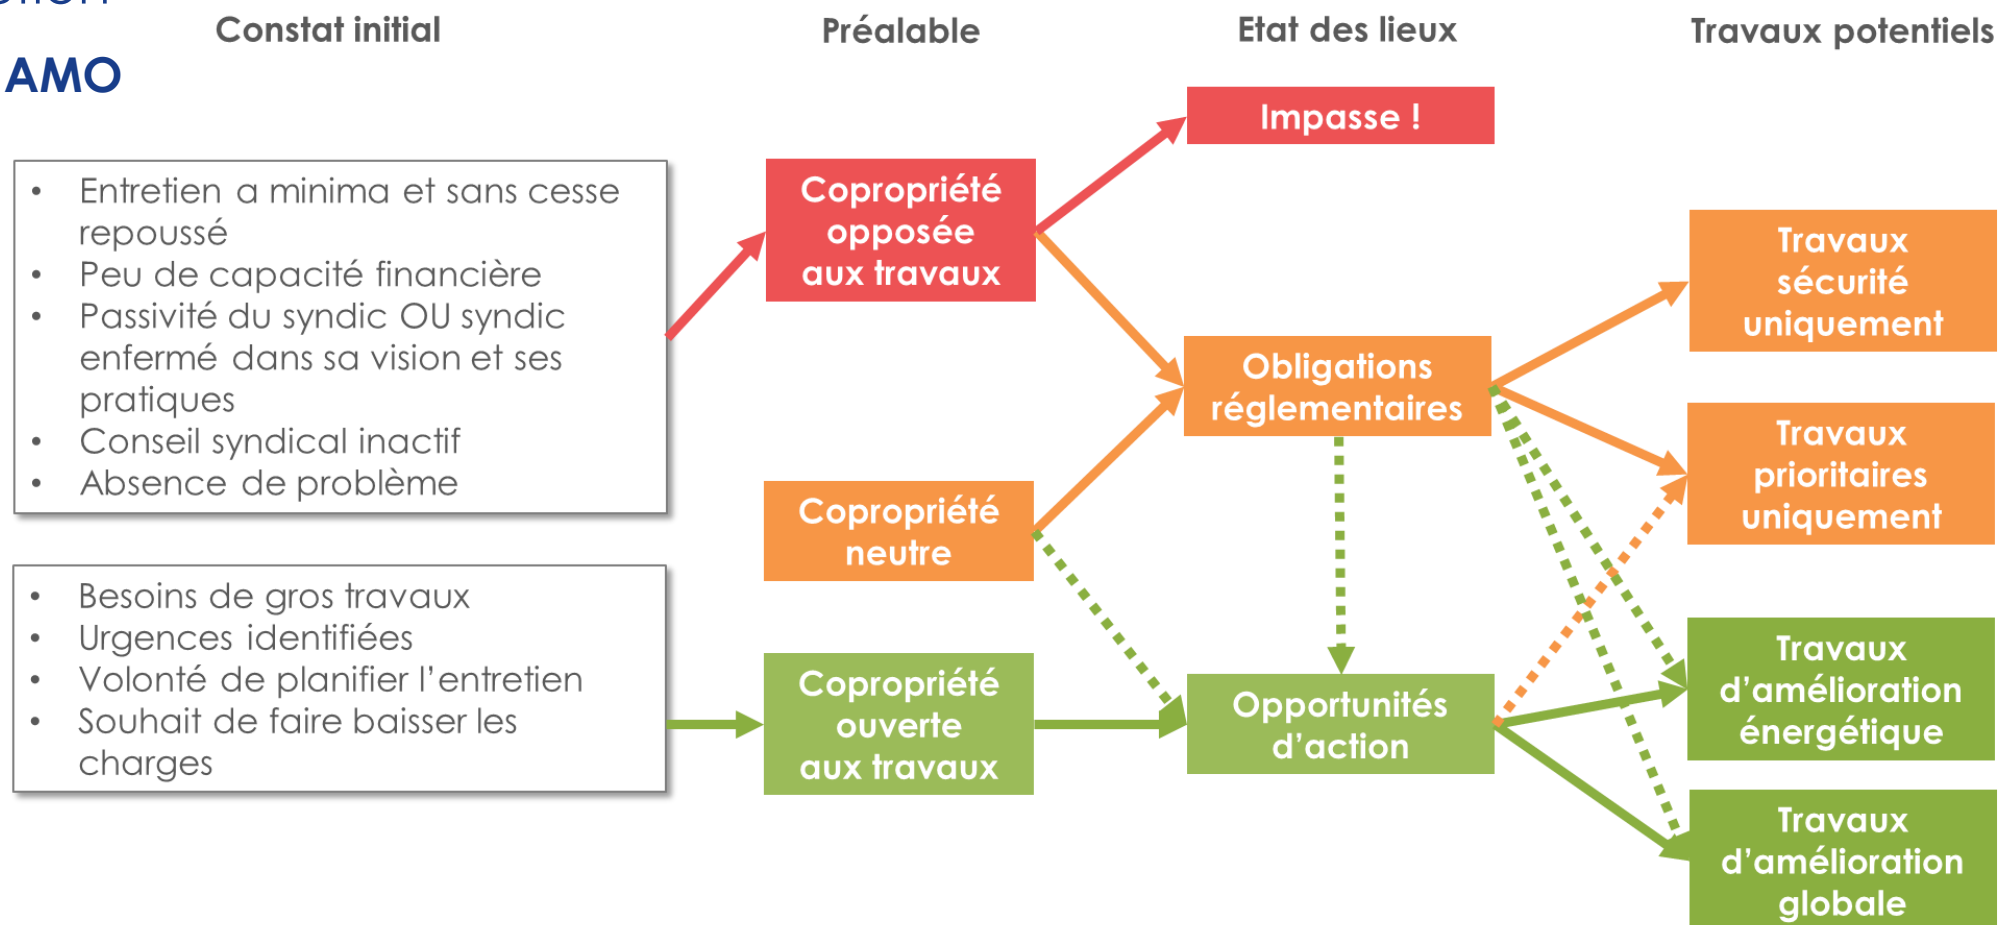 Constat initial
Préalable
Etat des lieux
Travaux potentiels
AMO
• Entretien a minima et sans cesse
repoussé
• Peu de capacité financière
• Passivité du syndic OU syndic
enfermé dans sa vision et ses
pratiques
• Conseil syndical inactif
• Absence de problème
• Besoins de gros travaux
• Urgences identifiées
• Volonté de planifier l’entretien
• Souhait de faire baisser les
charges
Copropriété
opposée
aux travaux
Copropriété
neutre
Copropriété
ouverte
aux travaux
Impasse !
Obligations
réglementaires
Opportunités
d’action
Travaux
sécurité
uniquement
Travaux
prioritaires
uniquement
Travaux
d’amélioration
énergétique
Travaux
d’amélioration
globale